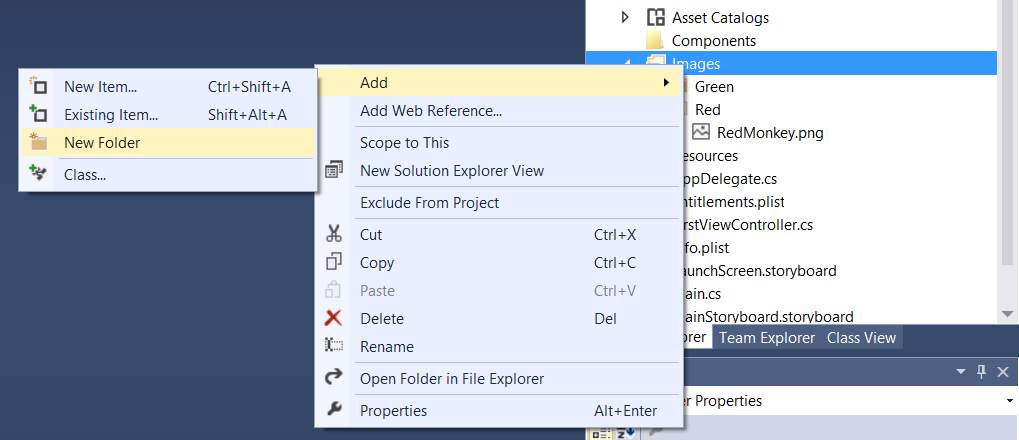 Asset Catalogs
Components
Images
Green
Red
RedMonkey.png
esources
ppDelegate.cs
ntitlements.plist
rstViewController.cs
fo.plist
aunchScreen.storyboard
ain.cs
ainStoryboard.storyboard
orer
Team Explorer
Class View
er Properties
New Item... Ctrl+Shift+A
Existing Item... Shift+Alt+A
New Folder
Class...
Add
Add Web Reference...
Scope to This
New Solution Explorer View
Exclude From Project
Cut Ctrl+X
Copy Ctrl+C
Paste Ctrl+V
Delete Del
Rename
Open Folder in File Explorer
Properties Alt+Enter